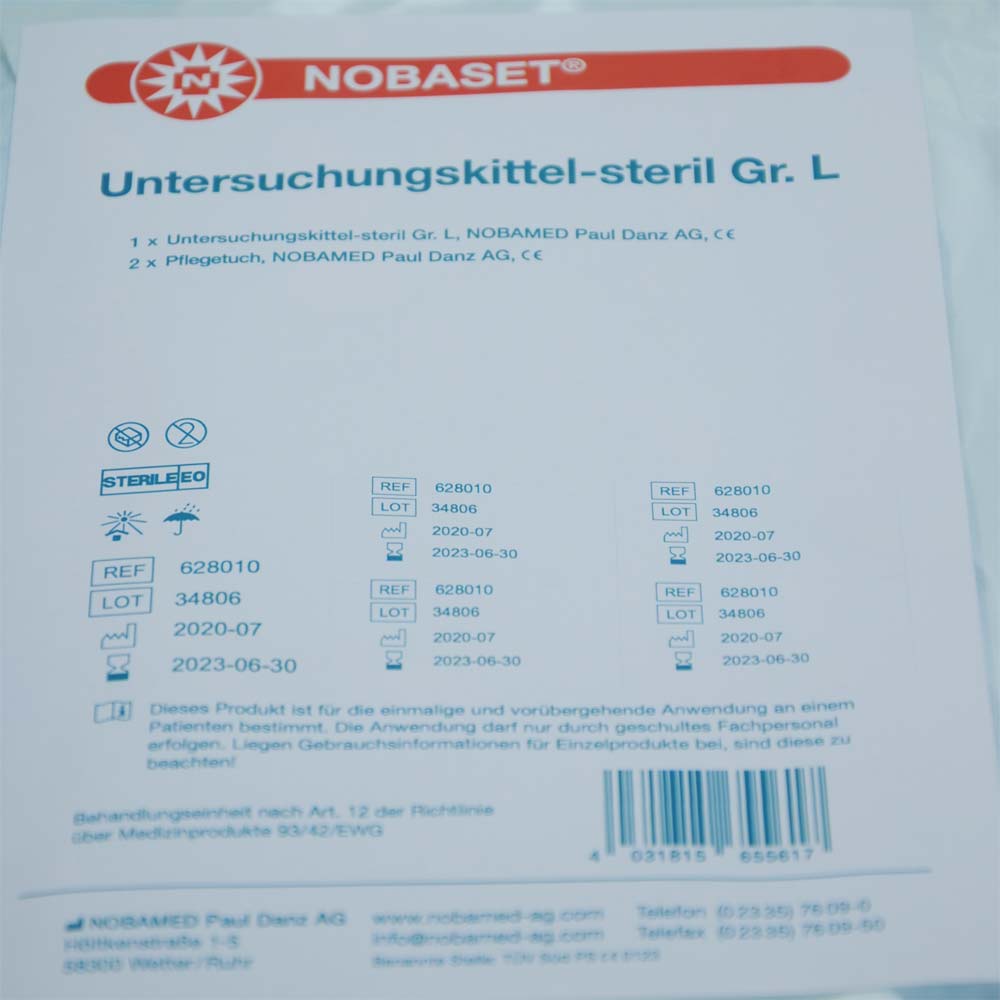 N NOBASET®
Untersuchungskittel-steril Gr. L
1 x Untersuchungskittel-steril Gr. L, NOBAMED Paul Danz AG, CE
2 x Pflegetuch, NOBAMED Paul Danz AG, CE
2
STERILE EO
REF 628010
LOT 34806
2020-07
2023-06-30
REF 628010
LOT 34806
2020-07
2023-06-30
REF 628010
LOT 34806
2020-07
2023-06-30
REF 628010
LOT 34806
2020-07
2023-06-30
REF 628010
LOT 34806
2020-07
2023-06-30
Dieses Produkt ist für die einmalige und vorübergehende Anwendung an einem
Patienten bestimmt. Die Anwendung darf nur durch geschultes Fachpersonal
erfolgen. Liegen Gebrauchsinformationen für Einzelprodukte bei, sind diese zu
beachten!
Behandlungseinheit nach Art. 12 der Richtlinie
über Medizinprodukte 93/42/EWG
4 031815 655617
NOBAMED Paul Danz AG
1-5
58300 Wetter/Ruhr
www.nobamed-ag.com
info@nobamed-ag.com
Telefon (0 23 35) 76 09-0
Telefax (0 23 35) 76 09-50